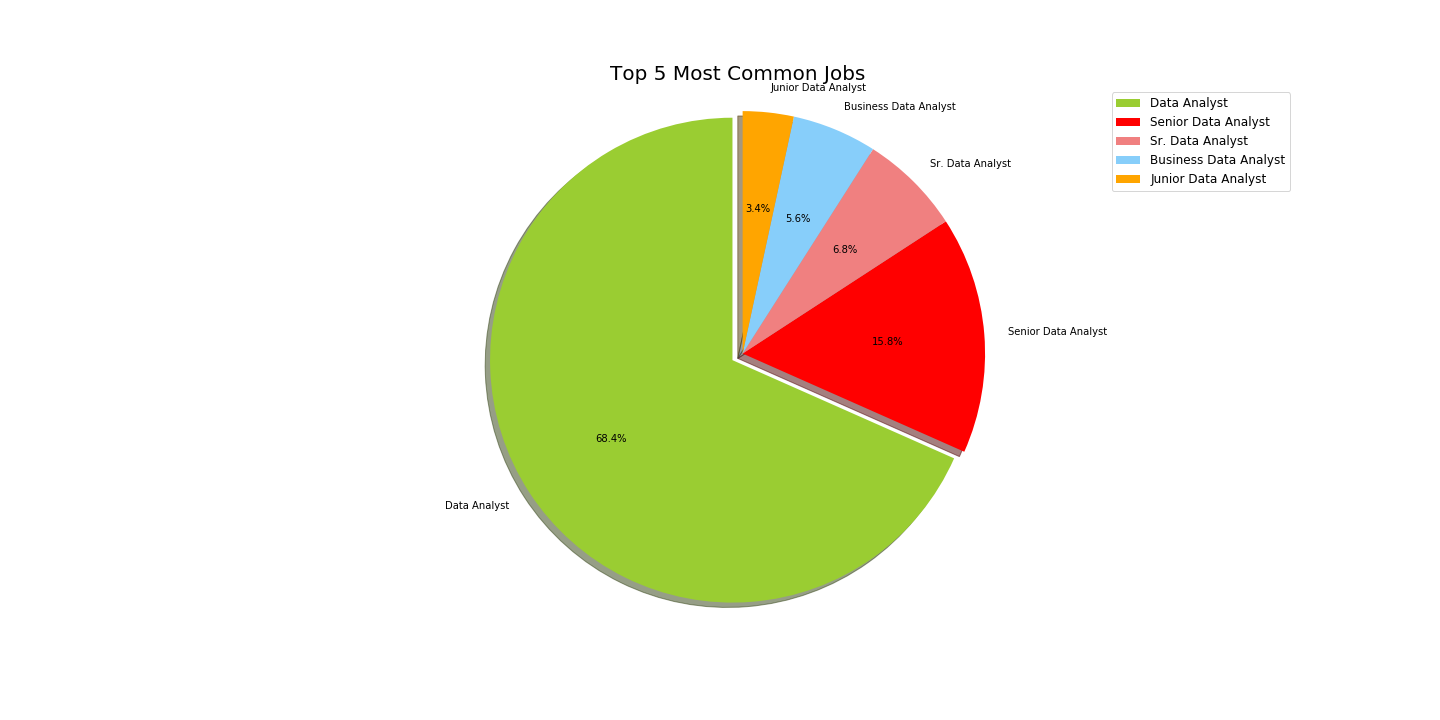 Top 5 Most Common Jobs
Junior Data Analyst
Business Data Analyst
Sr. Data Analyst
Senior Data Analyst
Data Analyst
3.4%
5.6%
6.8%
15.8%
68.4%
Data Analyst
Senior Data Analyst
Sr. Data Analyst
Business Data Analyst
Junior Data Analyst